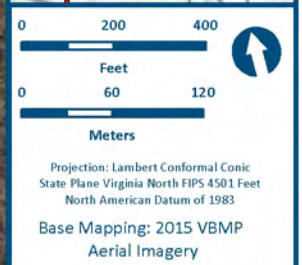 0 200 400
Feet
0 60 120
Meters
Projection: Lambert Conformal Conic
State Plane Virginia North FIPS 4501 Feet
North American Datum of 1983
Base Mapping: 2015 VBMP
Aerial Imagery